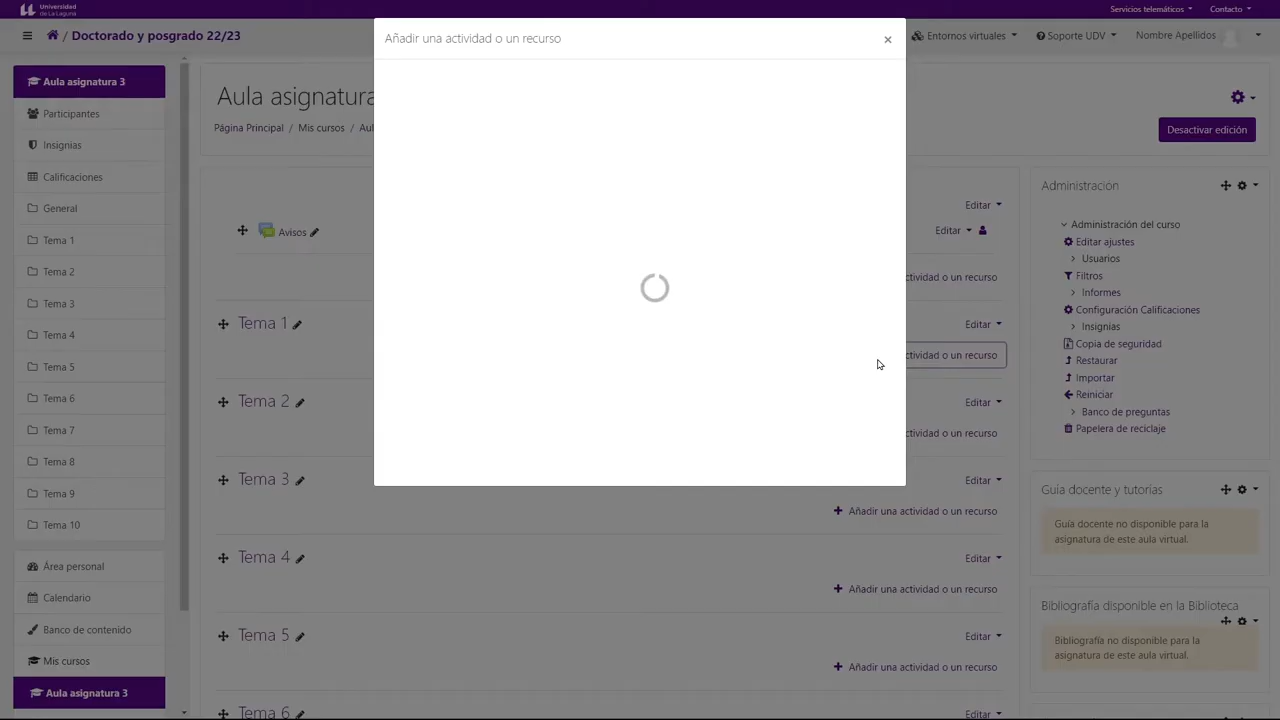 Universidad
de La Laguna
Servicios telemáticos
Contacto
/ Doctorado y posgrado 22/23
Entornos virtuales
Soporte UDV
Nombre Apellidos
Añadir una actividad o un recurso
×
Aula asignatura 3
Participantes
Insignias
Calificaciones
General
Tema 1
Tema 2
Tema 3
Tema 4
Tema 5
Tema 6
Tema 7
Tema 8
Tema 9
Tema 10
Área personal
Calendario
Banco de contenido
Mis cursos
Aula asignatura 3
Aula asignatura
Página Principal / Mis cursos / Aul
Desactivar edición
Editar
Avisos
Editar
ctividad o un recurso
Tema 1
Editar
ctividad o un recurso
Tema 2
Editar
ctividad o un recurso
Tema 3
Editar
Añadir una actividad o un recurso
Tema 4
Editar
Añadir una actividad o un recurso
Tema 5
Editar
Añadir una actividad o un recurso
Tema 6
Editar
Administración
Administración del curso
Editar ajustes
Usuarios
Filtros
Informes
Configuración Calificaciones
Insignias
Copia de seguridad
Restaurar
Importar
Reiniciar
Banco de preguntas
Papelera de reciclaje
Guía docente y tutorías
Guía docente no disponible para la
asignatura de este aula virtual.
Bibliografía disponible en la Biblioteca
Bibliografía no disponible para la
asignatura de este aula virtual.